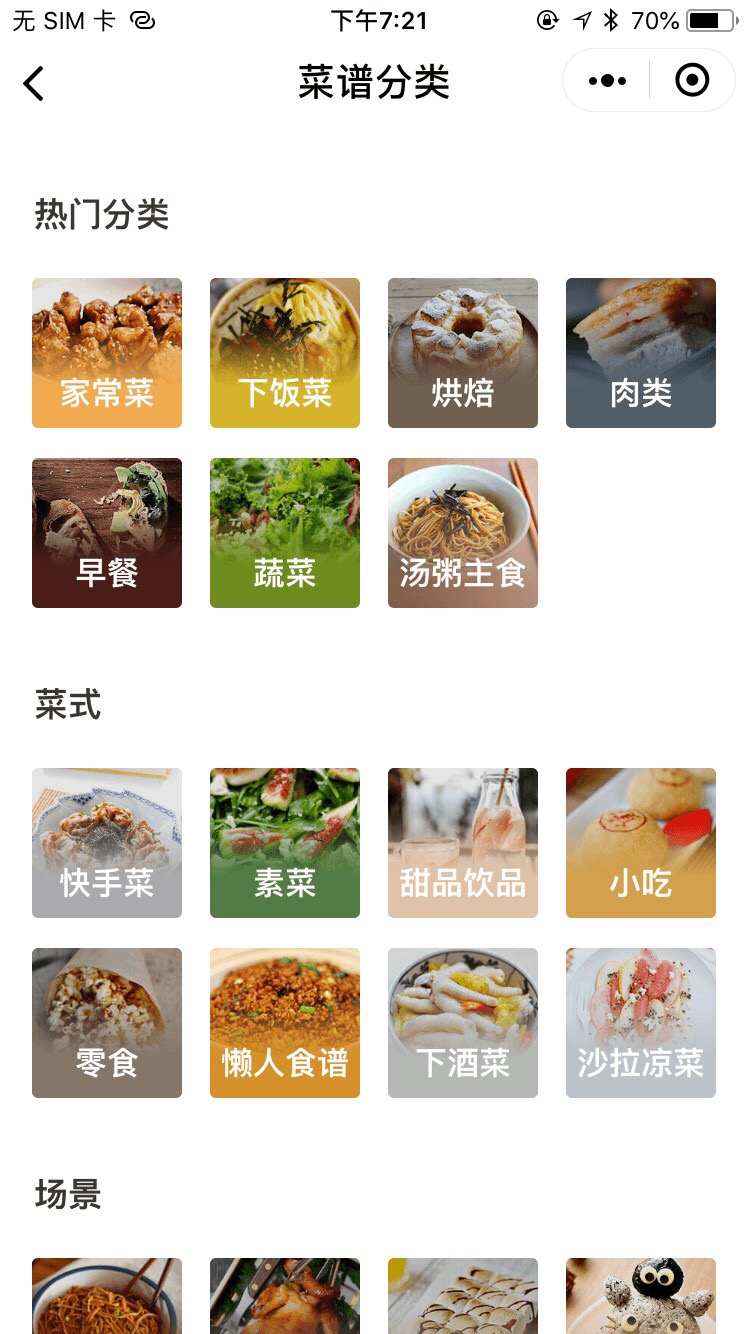 无 SIM 卡
下午7:21
70%
菜谱分类
热门分类
家常菜
下饭菜
烘焙
肉类
早餐
蔬菜
汤粥主食
菜式
快手菜
素菜
甜品饮品
小吃
零食
懒人食谱
下酒菜
沙拉凉菜
场景